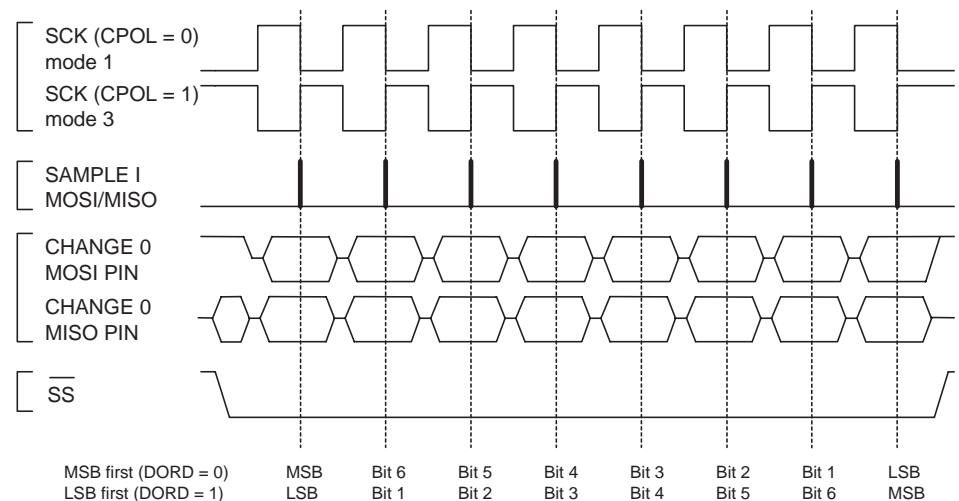 SCK (CPOL = 0)
mode 1
SCK (CPOL = 1)
mode 3
SAMPLE I
MOSI/MISO
CHANGE 0
MOSI PIN
CHANGE 0
MISO PIN
SS
MSB first (DORD = 0) MSB Bit 6 Bit 5 Bit 4 Bit 3 Bit 2 Bit 1 LSB
LSB first (DORD = 1) LSB Bit 1 Bit 2 Bit 3 Bit 4 Bit 5 Bit 6 MSB